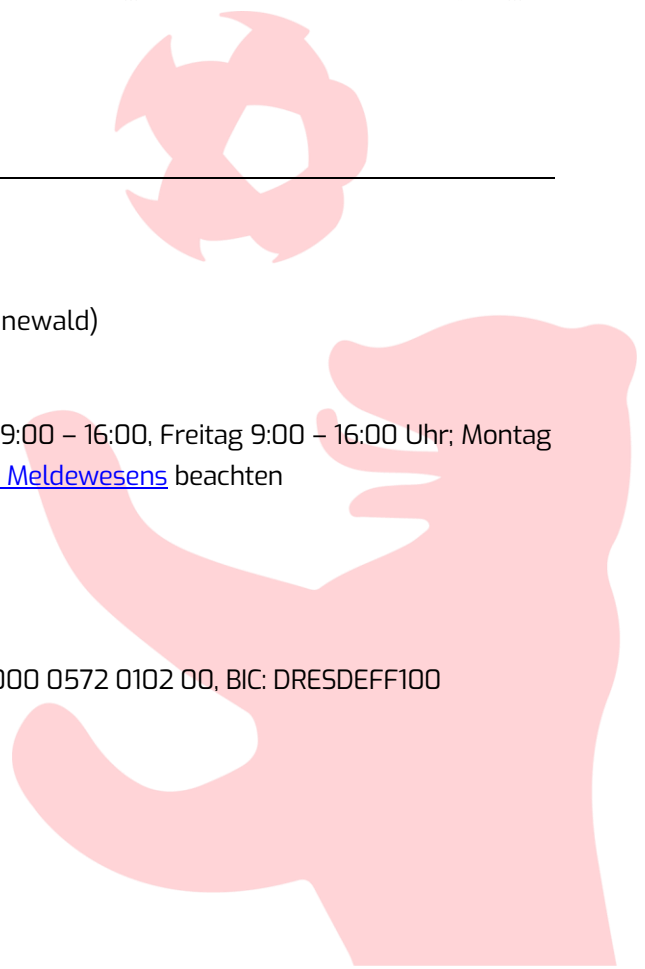 newald)
9:00 – 16:00, Freitag 9:00 – 16:00 Uhr; Montag
Meldewesens beachten
000 0572 0102 00, BIC: DRESDEFF100